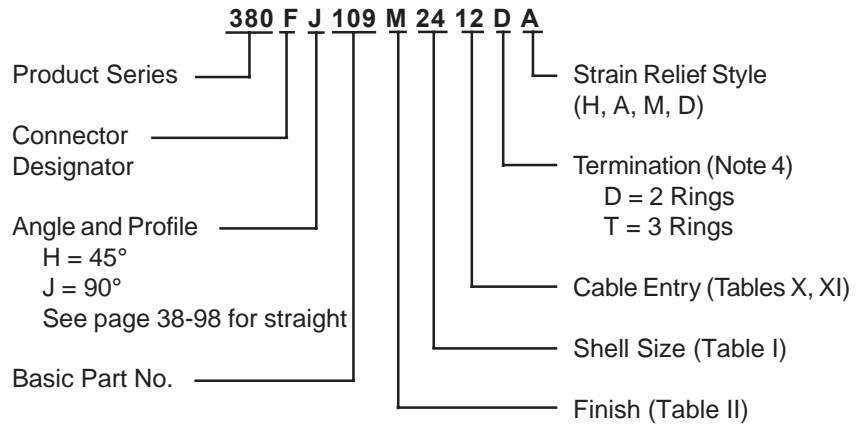 380 F J 109 M 24 12 D A
Product Series
Connector
Designator
Angle and Profile
H = 45°
J = 90°
See page 38-98 for straight
Basic Part No.
Strain Relief Style
(H, A, M, D)
Termination (Note 4)
D = 2 Rings
T = 3 Rings
Cable Entry (Tables X, XI)
Shell Size (Table I)
Finish (Table II)